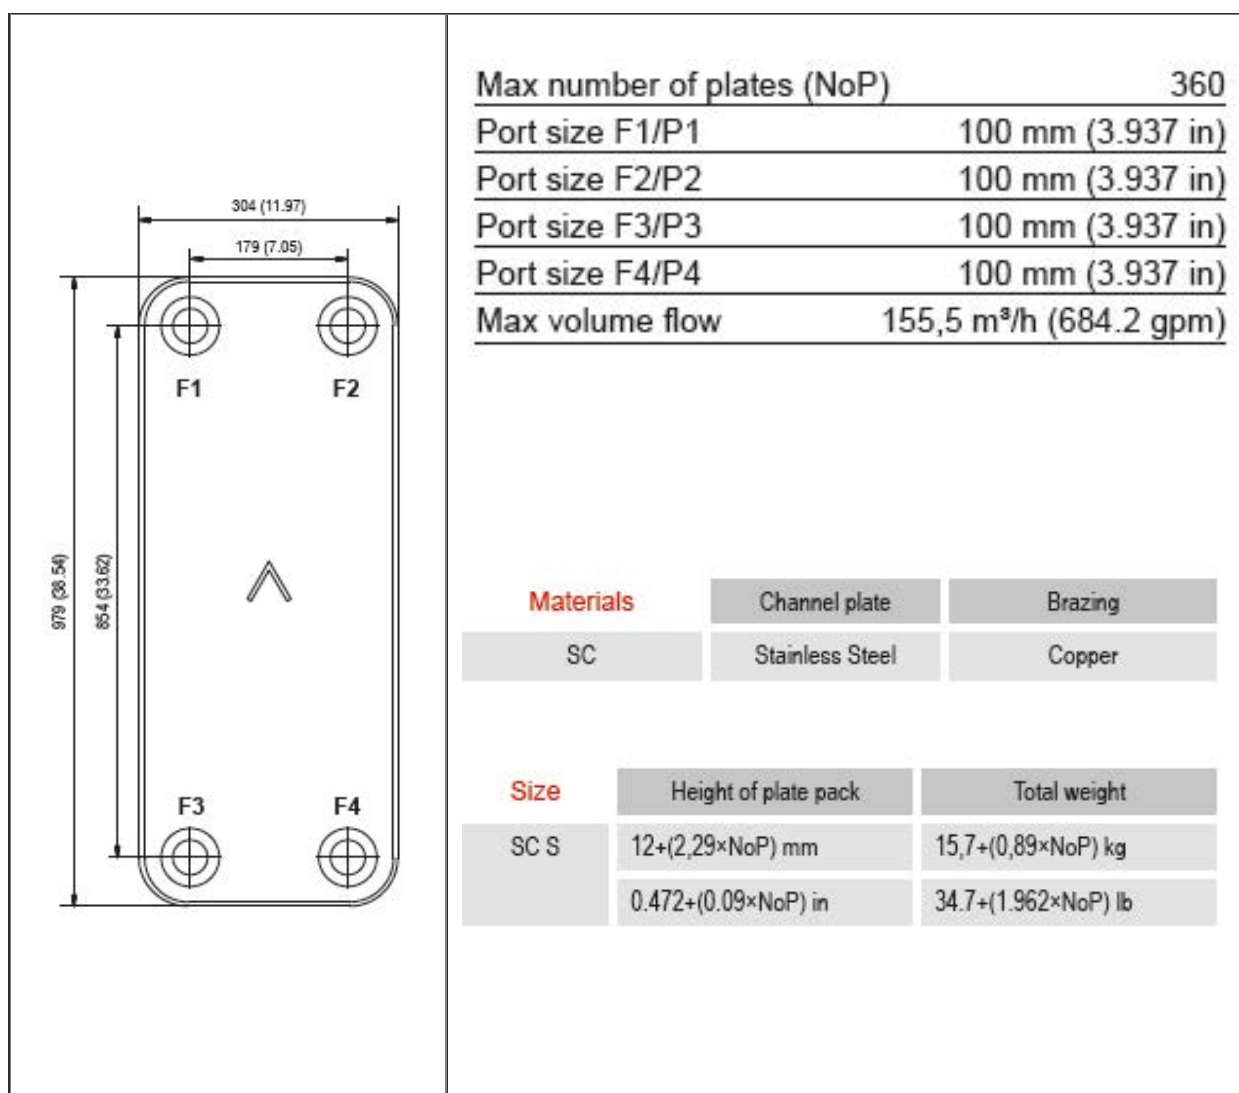 304 (11.97)
179 (7.05)
F1 F2
979 (38.54)
854 (33.62)
F3 F4
Max number of plates (NoP) 360
Port size F1/P1 100 mm (3.937 in)
Port size F2/P2 100 mm (3.937 in)
Port size F3/P3 100 mm (3.937 in)
Port size F4/P4 100 mm (3.937 in)
Max volume flow 155,5 m³/h (684.2 gpm)
Materials Channel plate Brazing
SC Stainless Steel Copper
Size Height of plate pack Total weight
SC S 12+(2,29×NoP) mm 15,7+(0,89×NoP) kg
0.472+(0.09×NoP) in 34.7+(1.962×NoP) lb